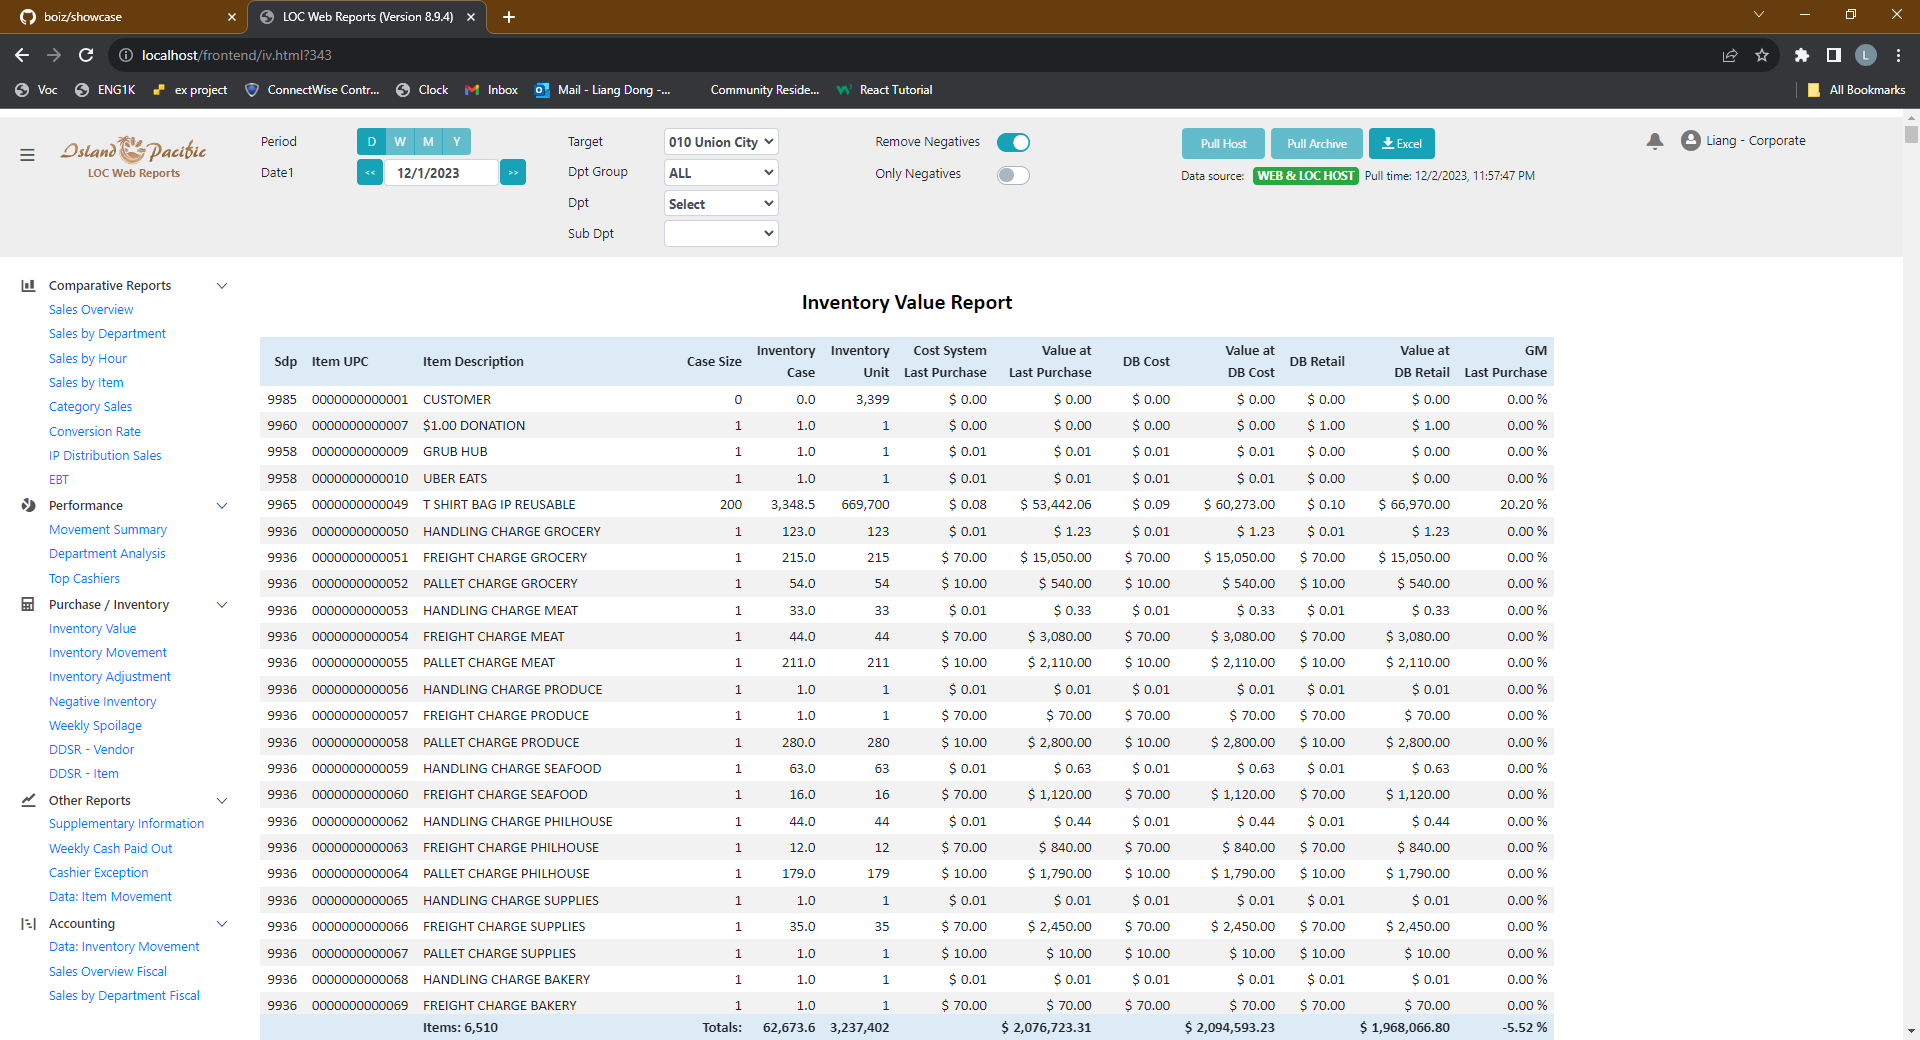 boiz/showcase
LOC Web Reports (Version 8.9.4)
localhost/frontend/iv.html?343
L
Voc ENG1K ex project ConnectWise Contr... Clock Inbox Mail - Liang Dong -... Community Reside... React Tutorial All Bookmarks
Island Pacific
LOC Web Reports
Period D W M Y
Date1 << 12/1/2023 >>
Target 010 Union City
Dpt Group ALL
Dpt Select
Sub Dpt
Remove Negatives
Only Negatives
Pull Host Pull Archive Excel
Data source: WEB & LOC HOST Pull time: 12/2/2023, 11:57:47 PM
Liang - Corporate
Comparative Reports
Sales Overview
Sales by Department
Sales by Hour
Sales by Item
Category Sales
Conversion Rate
IP Distribution Sales
EBT
Performance
Movement Summary
Department Analysis
Top Cashiers
Purchase / Inventory
Inventory Value
Inventory Movement
Inventory Adjustment
Negative Inventory
Weekly Spoilage
DDSR - Vendor
DDSR - Item
Other Reports
Supplementary Information
Weekly Cash Paid Out
Cashier Exception
Data: Item Movement
Accounting
Data: Inventory Movement
Sales Overview Fiscal
Sales by Department Fiscal
Inventory Value Report
Sdp Item UPC Item Description Case Size Inventory Case Inventory Unit Cost System Last Purchase Value at Last Purchase DB Cost Value at DB Cost DB Retail Value at DB Retail GM Last Purchase
9985 0000000000001 CUSTOMER 0 0.0 3,399 $ 0.00 $ 0.00 $ 0.00 $ 0.00 $ 0.00 $ 0.00 0.00 %
9960 0000000000007 $1.00 DONATION 1 1.0 1 $ 0.00 $ 0.00 $ 0.00 $ 0.00 $ 1.00 $ 1.00 0.00 %
9958 0000000000009 GRUB HUB 1 1.0 1 $ 0.01 $ 0.01 $ 0.01 $ 0.01 $ 0.00 $ 0.00 0.00 %
9958 0000000000010 UBER EATS 1 1.0 1 $ 0.01 $ 0.01 $ 0.01 $ 0.01 $ 0.00 $ 0.00 0.00 %
9965 0000000000049 T SHIRT BAG IP REUSABLE 200 3,348.5 669,700 $ 0.08 $ 53,442.06 $ 0.09 $ 60,273.00 $ 0.10 $ 66,970.00 20.20 %
9936 0000000000050 HANDLING CHARGE GROCERY 1 123.0 123 $ 0.01 $ 1.23 $ 0.01 $ 1.23 $ 0.01 $ 1.23 0.00 %
9936 0000000000051 FREIGHT CHARGE GROCERY 1 215.0 215 $ 70.00 $ 15,050.00 $ 70.00 $ 15,050.00 $ 70.00 $ 15,050.00 0.00 %
9936 0000000000052 PALLET CHARGE GROCERY 1 54.0 54 $ 10.00 $ 540.00 $ 10.00 $ 540.00 $ 10.00 $ 540.00 0.00 %
9936 0000000000053 HANDLING CHARGE MEAT 1 33.0 33 $ 0.01 $ 0.33 $ 0.01 $ 0.33 $ 0.01 $ 0.33 0.00 %
9936 0000000000054 FREIGHT CHARGE MEAT 1 44.0 44 $ 70.00 $ 3,080.00 $ 70.00 $ 3,080.00 $ 70.00 $ 3,080.00 0.00 %
9936 0000000000055 PALLET CHARGE MEAT 1 211.0 211 $ 10.00 $ 2,110.00 $ 10.00 $ 2,110.00 $ 10.00 $ 2,110.00 0.00 %
9936 0000000000056 HANDLING CHARGE PRODUCE 1 1.0 1 $ 0.01 $ 0.01 $ 0.01 $ 0.01 $ 0.01 $ 0.01 0.00 %
9936 0000000000057 FREIGHT CHARGE PRODUCE 1 1.0 1 $ 70.00 $ 70.00 $ 70.00 $ 70.00 $ 70.00 $ 70.00 0.00 %
9936 0000000000058 PALLET CHARGE PRODUCE 1 280.0 280 $ 10.00 $ 2,800.00 $ 10.00 $ 2,800.00 $ 10.00 $ 2,800.00 0.00 %
9936 0000000000059 HANDLING CHARGE SEAFOOD 1 63.0 63 $ 0.01 $ 0.63 $ 0.01 $ 0.63 $ 0.01 $ 0.63 0.00 %
9936 0000000000060 FREIGHT CHARGE SEAFOOD 1 16.0 16 $ 70.00 $ 1,120.00 $ 70.00 $ 1,120.00 $ 70.00 $ 1,120.00 0.00 %
9936 0000000000062 HANDLING CHARGE PHILHOUSE 1 44.0 44 $ 0.01 $ 0.44 $ 0.01 $ 0.44 $ 0.01 $ 0.44 0.00 %
9936 0000000000063 FREIGHT CHARGE PHILHOUSE 1 12.0 12 $ 70.00 $ 840.00 $ 70.00 $ 840.00 $ 70.00 $ 840.00 0.00 %
9936 0000000000064 PALLET CHARGE PHILHOUSE 1 179.0 179 $ 10.00 $ 1,790.00 $ 10.00 $ 1,790.00 $ 10.00 $ 1,790.00 0.00 %
9936 0000000000065 HANDLING CHARGE SUPPLIES 1 1.0 1 $ 0.01 $ 0.01 $ 0.01 $ 0.01 $ 0.01 $ 0.01 0.00 %
9936 0000000000066 FREIGHT CHARGE SUPPLIES 1 35.0 35 $ 70.00 $ 2,450.00 $ 70.00 $ 2,450.00 $ 70.00 $ 2,450.00 0.00 %
9936 0000000000067 PALLET CHARGE SUPPLIES 1 1.0 1 $ 10.00 $ 10.00 $ 10.00 $ 10.00 $ 10.00 $ 10.00 0.00 %
9936 0000000000068 HANDLING CHARGE BAKERY 1 1.0 1 $ 0.01 $ 0.01 $ 0.01 $ 0.01 $ 0.01 $ 0.01 0.00 %
9936 0000000000069 FREIGHT CHARGE BAKERY 1 1.0 1 $ 70.00 $ 70.00 $ 70.00 $ 70.00 $ 70.00 $ 70.00 0.00 %
Items: 6,510 Totals: 62,673.6 3,237,402 $ 2,076,723.31 $ 2,094,593.23 $ 1,968,066.80 -5.52 %